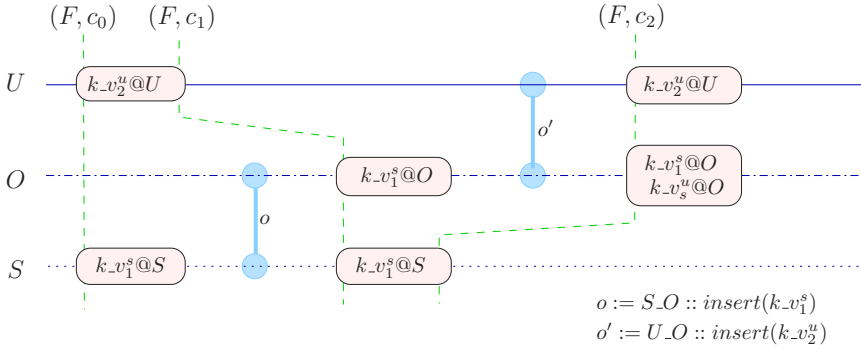 (F, c_0) (F, c_1) (F, c_2)
U k_v_2^u@U k_v_2^u@U
o'
O k_v_1^s@O k_v_1^s@O
k_v_s^u@O
o
S k_v_1^s@S k_v_1^s@S
o := S_O :: insert(k_v_1^s)
o' := U_O :: insert(k_v_2^u)